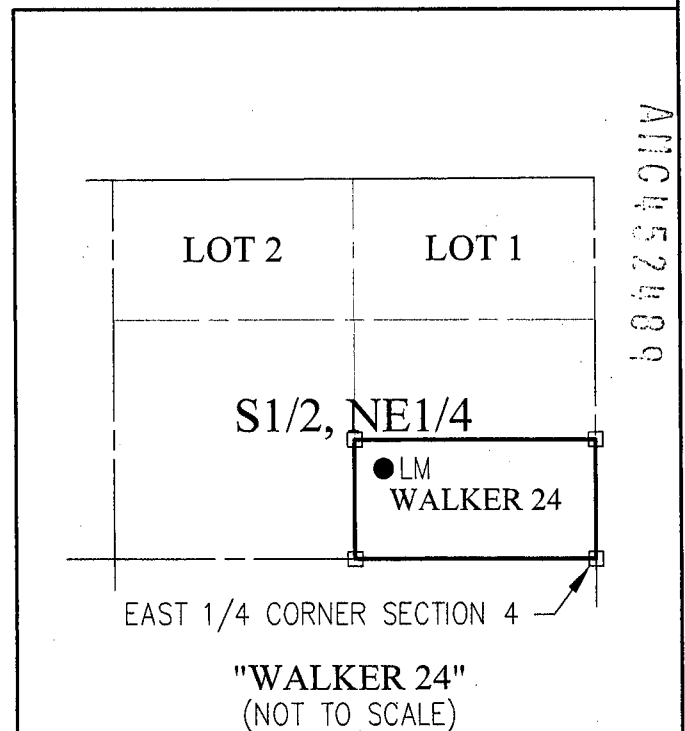 AMC452489
LOT 2
LOT 1
S1/2, NE1/4
LM
WALKER 24
EAST 1/4 CORNER SECTION 4
"WALKER 24"
(NOT TO SCALE)